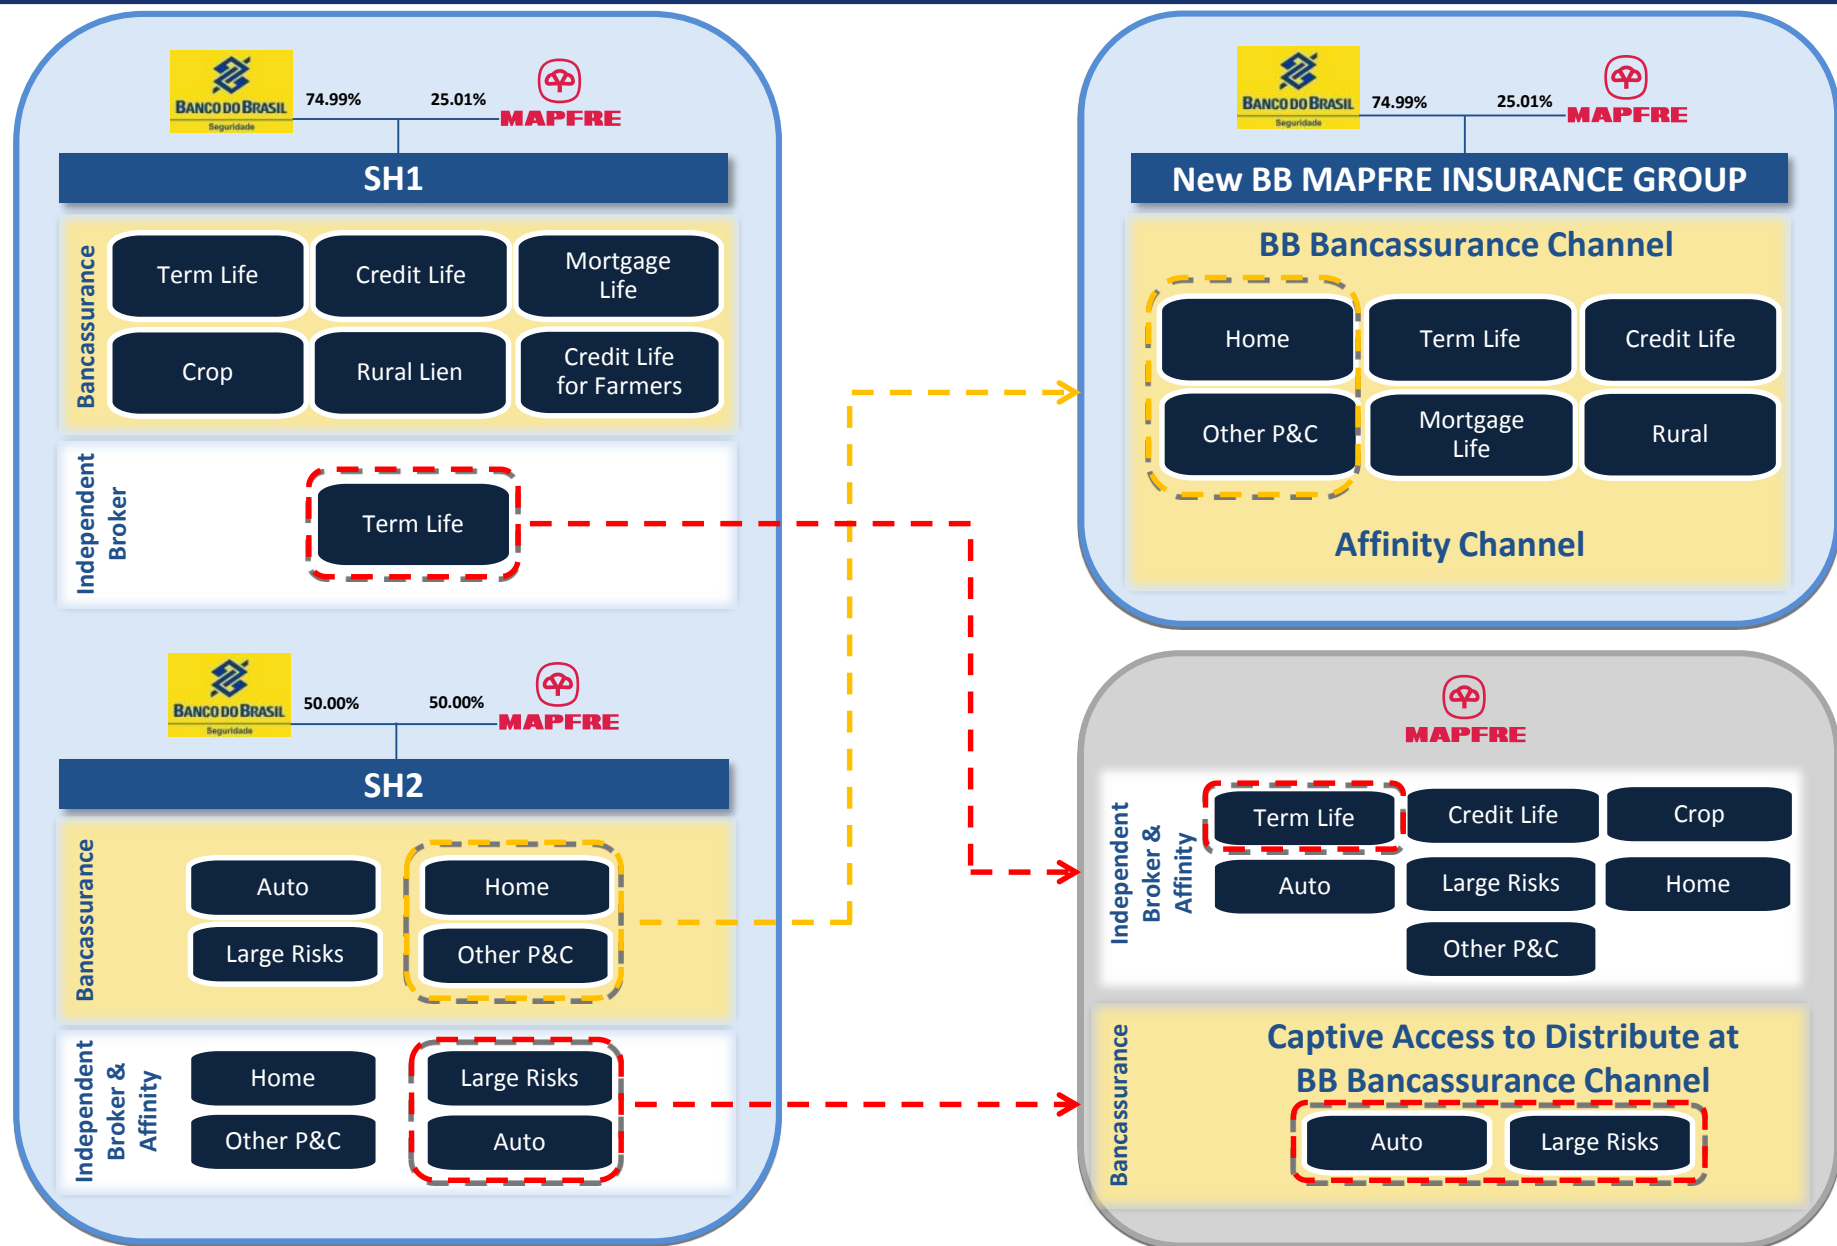 BANCO DO BRASIL
Seguridade
74.99%
25.01%
MAPFRE
SH1
Bancassurance
Term Life
Credit Life
Mortgage
Life
Crop
Rural Lien
Credit Life
for Farmers
Independent
Broker
Term Life
BANCO DO BRASIL
Seguridade
50.00%
50.00%
MAPFRE
SH2
Bancassurance
Auto
Home
Large Risks
Other P&C
Independent
Broker &
Affinity
Home
Large Risks
Other P&C
Auto
BANCO DO BRASIL
Seguridade
74.99%
25.01%
MAPFRE
New BB MAPFRE INSURANCE GROUP
BB Bancassurance Channel
Home
Term Life
Credit Life
Other P&C
Mortgage
Life
Rural
Affinity Channel
MAPFRE
Independent
Broker &
Affinity
Term Life
Credit Life
Crop
Auto
Large Risks
Home
Other P&C
Bancassurance
Captive Access to Distribute at
BB Bancassurance Channel
Auto
Large Risks